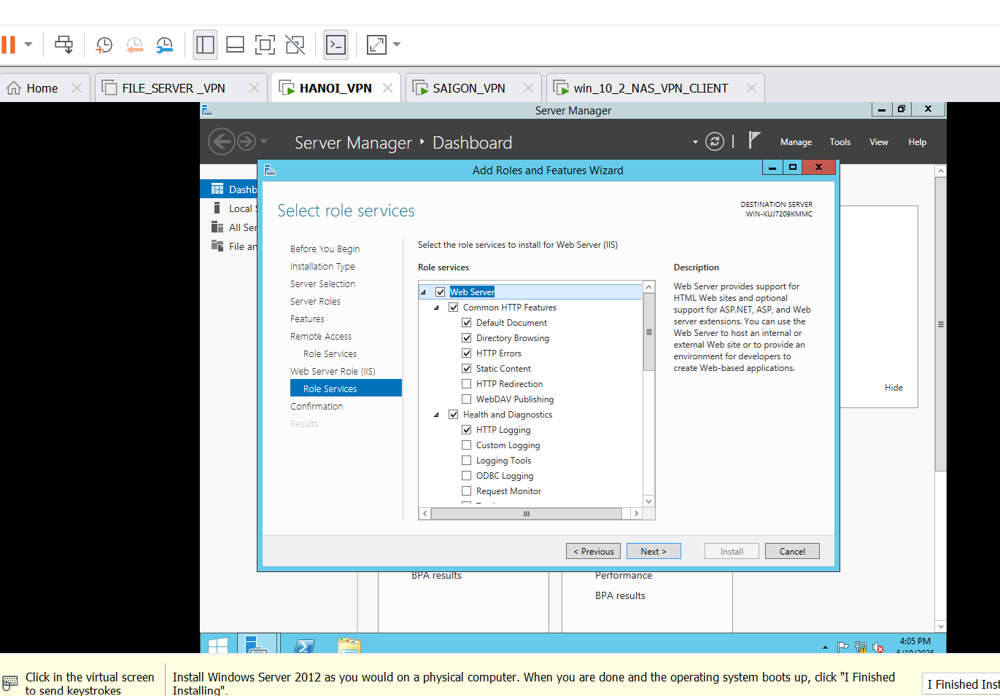 Home
FILE_SERVER _VPN
HANOI_VPN
SAIGON_VPN
win_10_2_NAS_VPN_CLIENT
Server Manager
Server Manager
Dashboard
Manage
Tools
View
Help
Add Roles and Features Wizard
Dashb
Local
All Ser
File an
Select role services
DESTINATION SERVER
WIN-KUJ7209KMMC
Before You Begin
Installation Type
Server Selection
Server Roles
Features
Remote Access
Role Services
Web Server Role (IIS)
Role Services
Confirmation
Results
Select the role services to install for Web Server (IIS)
Role services
Web Server
Common HTTP Features
Default Document
Directory Browsing
HTTP Errors
Static Content
HTTP Redirection
WebDAV Publishing
Health and Diagnostics
HTTP Logging
Custom Logging
Logging Tools
ODBC Logging
Request Monitor
Description
Web Server provides support for
HTML Web sites and optional
support for ASP.NET, ASP, and Web
server extensions. You can use the
Web Server to host an internal or
external Web site or to provide an
environment for developers to
create Web-based applications.
Hide
< Previous
Next >
Install
Cancel
BPA results
Performance
BPA results
4:05 PM
5/10/2025
Click in the virtual screen
to send keystrokes
Install Windows Server 2012 as you would on a physical computer. When you are done and the operating system boots up, click "I Finished
Installing".
I Finished Inst